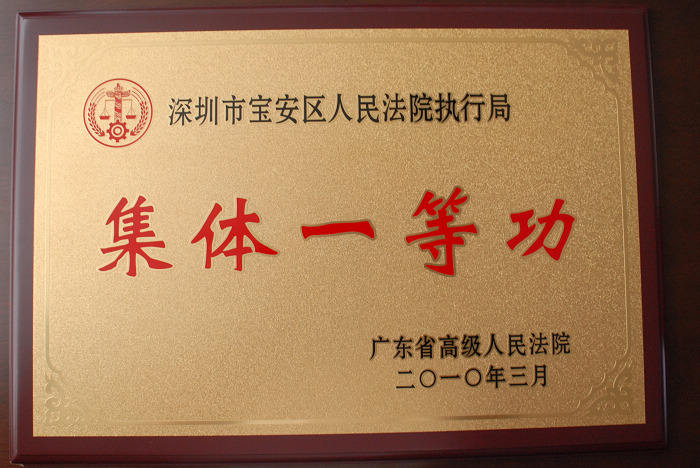 深圳市宝安区人民法院执行局
集体一等功
广东省高级人民法院
二〇一〇年三月